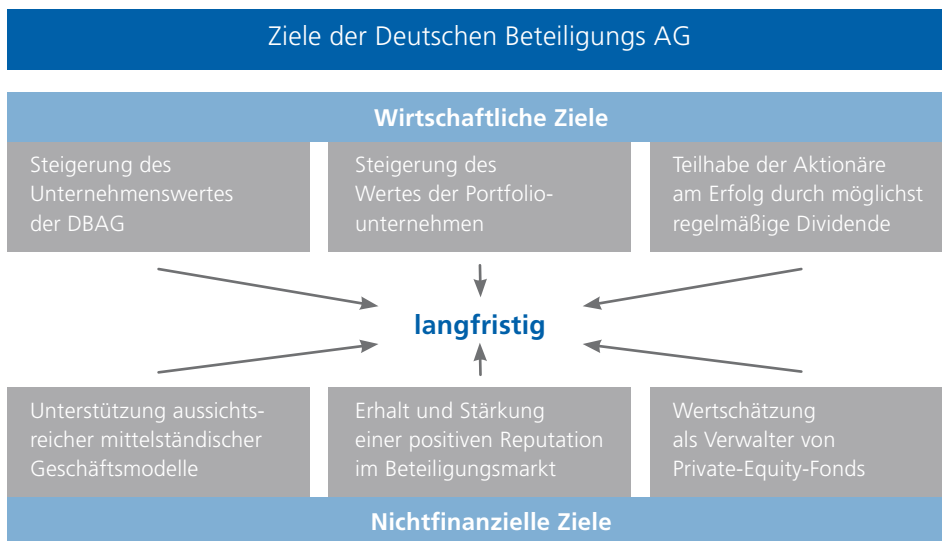 Ziele der Deutschen Beteiligungs AG
Wirtschaftliche Ziele
Steigerung des
Unternehmenswertes
der DBAG
Steigerung des
Wertes der Portfolio-
unternehmen
Teilhabe der Aktionäre
am Erfolg durch möglichst
regelmäßige Dividende
langfristig
Unterstützung aussichts-
reicher mittelständischer
Geschäftsmodelle
Erhalt und Stärkung
einer positiven Reputation
im Beteiligungsmarkt
Wertschätzung
als Verwalter von
Private-Equity-Fonds
Nichtfinanzielle Ziele